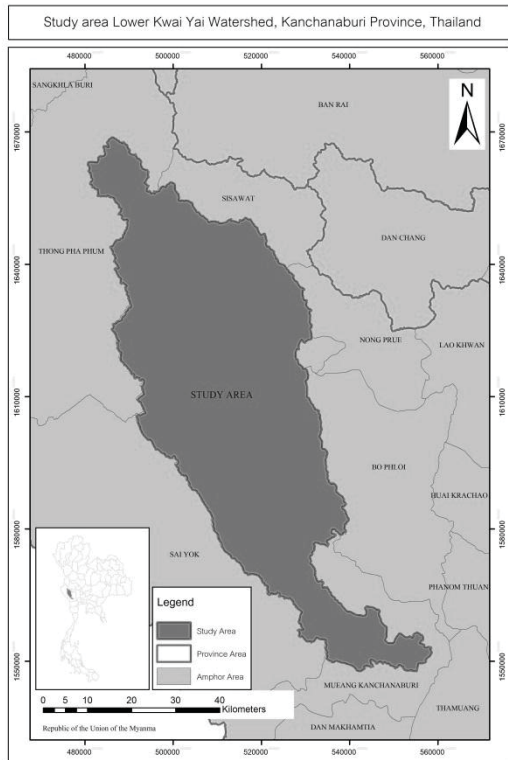 Study area Lower Kwai Yai Watershed, Kanchanaburi Province, Thailand
480000 500000 520000 540000 560000
SANGKHLA BURI
BAN RAI
N
1670000
1670000
SISAWAT
DAN CHANG
THONG PHA PHUM
1640000
1640000
NONG PRUE
LAO KHWAN
STUDY AREA
1610000
1610000
BO PHLOI
HUAI KRACHAO
1580000
1580000
SAI YOK
PHANOM THUAN
Legend
Study Area
Province Area
Amphor Area
1550000
1550000
MUEANG KANCHANABURI
0 5 10 20 30 40
Kilometers
THAMUANG
Republic of the Union of the Myanma
DAN MAKHAMTIA
480000 500000 520000 540000 560000